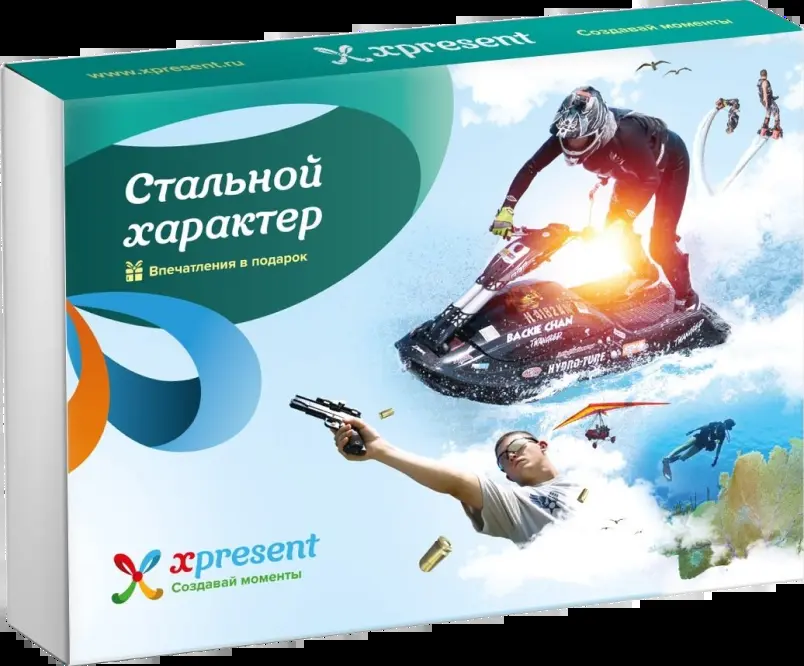 www.xpresent.ru
xpresent
Создавай моменты
Стальной
характер
Впечатления в подарок
BACKIE CHAN
HYDRO-TURF
xpresent
Создавай моменты